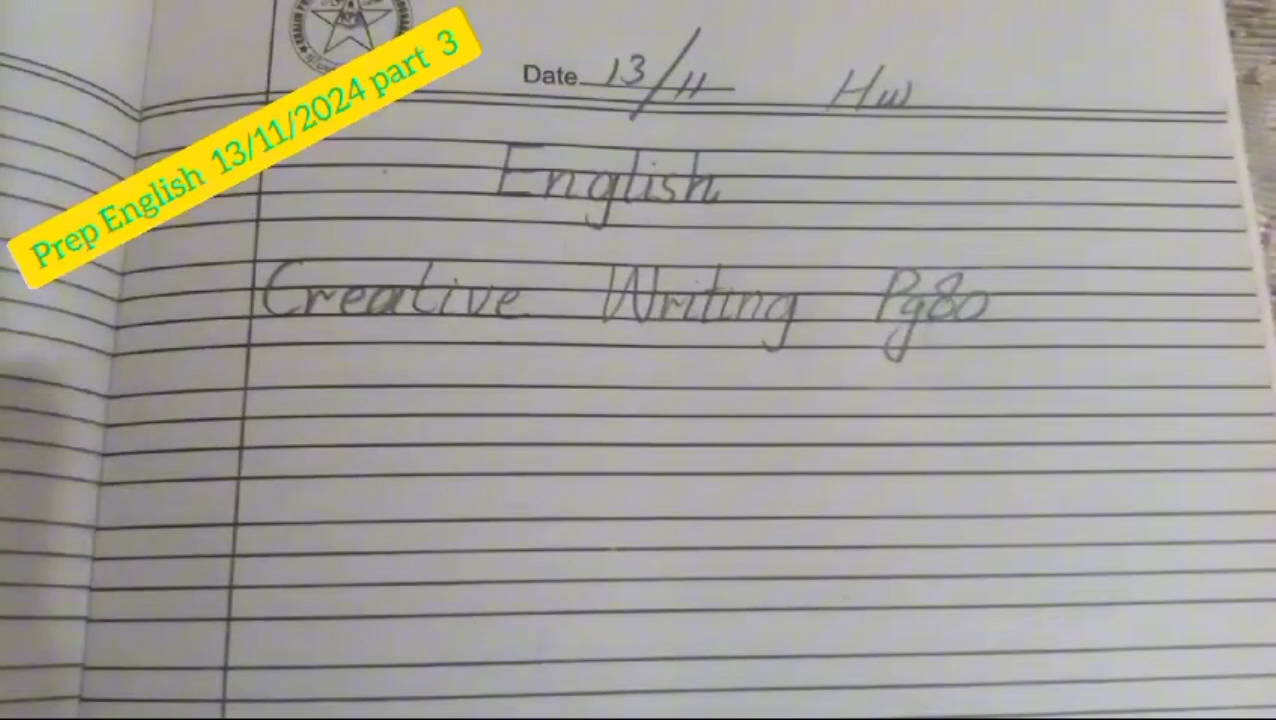 Prep English 13/11/2024 part 3
Date 13/11 Hw
English
Creative Writing Pg80